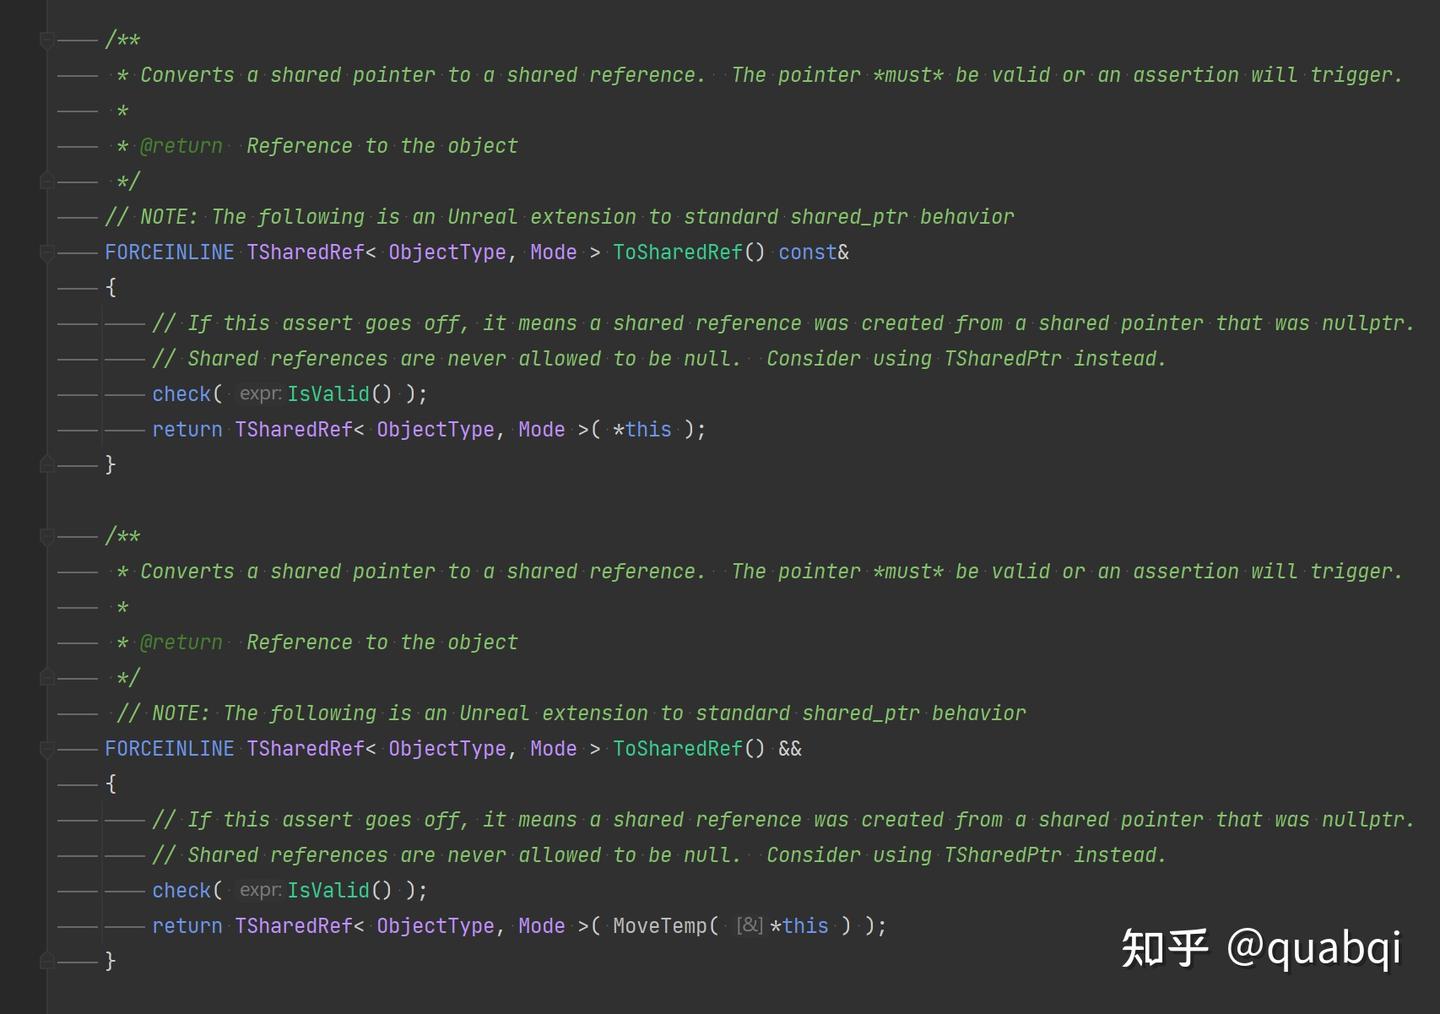 /**
 * Converts a shared pointer to a shared reference.  The pointer *must* be valid or an assertion will trigger.
 *
 * @return  Reference to the object
 */
// NOTE: The following is an Unreal extension to standard shared_ptr behavior
FORCEINLINE TSharedRef< ObjectType, Mode > ToSharedRef() const&
{
    // If this assert goes off, it means a shared reference was created from a shared pointer that was nullptr.
    // Shared references are never allowed to be null.  Consider using TSharedPtr instead.
    check( expr: IsValid() );
    return TSharedRef< ObjectType, Mode >( *this );
}

/**
 * Converts a shared pointer to a shared reference.  The pointer *must* be valid or an assertion will trigger.
 *
 * @return  Reference to the object
 */
 // NOTE: The following is an Unreal extension to standard shared_ptr behavior
FORCEINLINE TSharedRef< ObjectType, Mode > ToSharedRef() &&
{
    // If this assert goes off, it means a shared reference was created from a shared pointer that was nullptr.
    // Shared references are never allowed to be null.  Consider using TSharedPtr instead.
    check( expr: IsValid() );
    return TSharedRef< ObjectType, Mode >( MoveTemp( [&] *this ) );
}
知乎 @quabqi